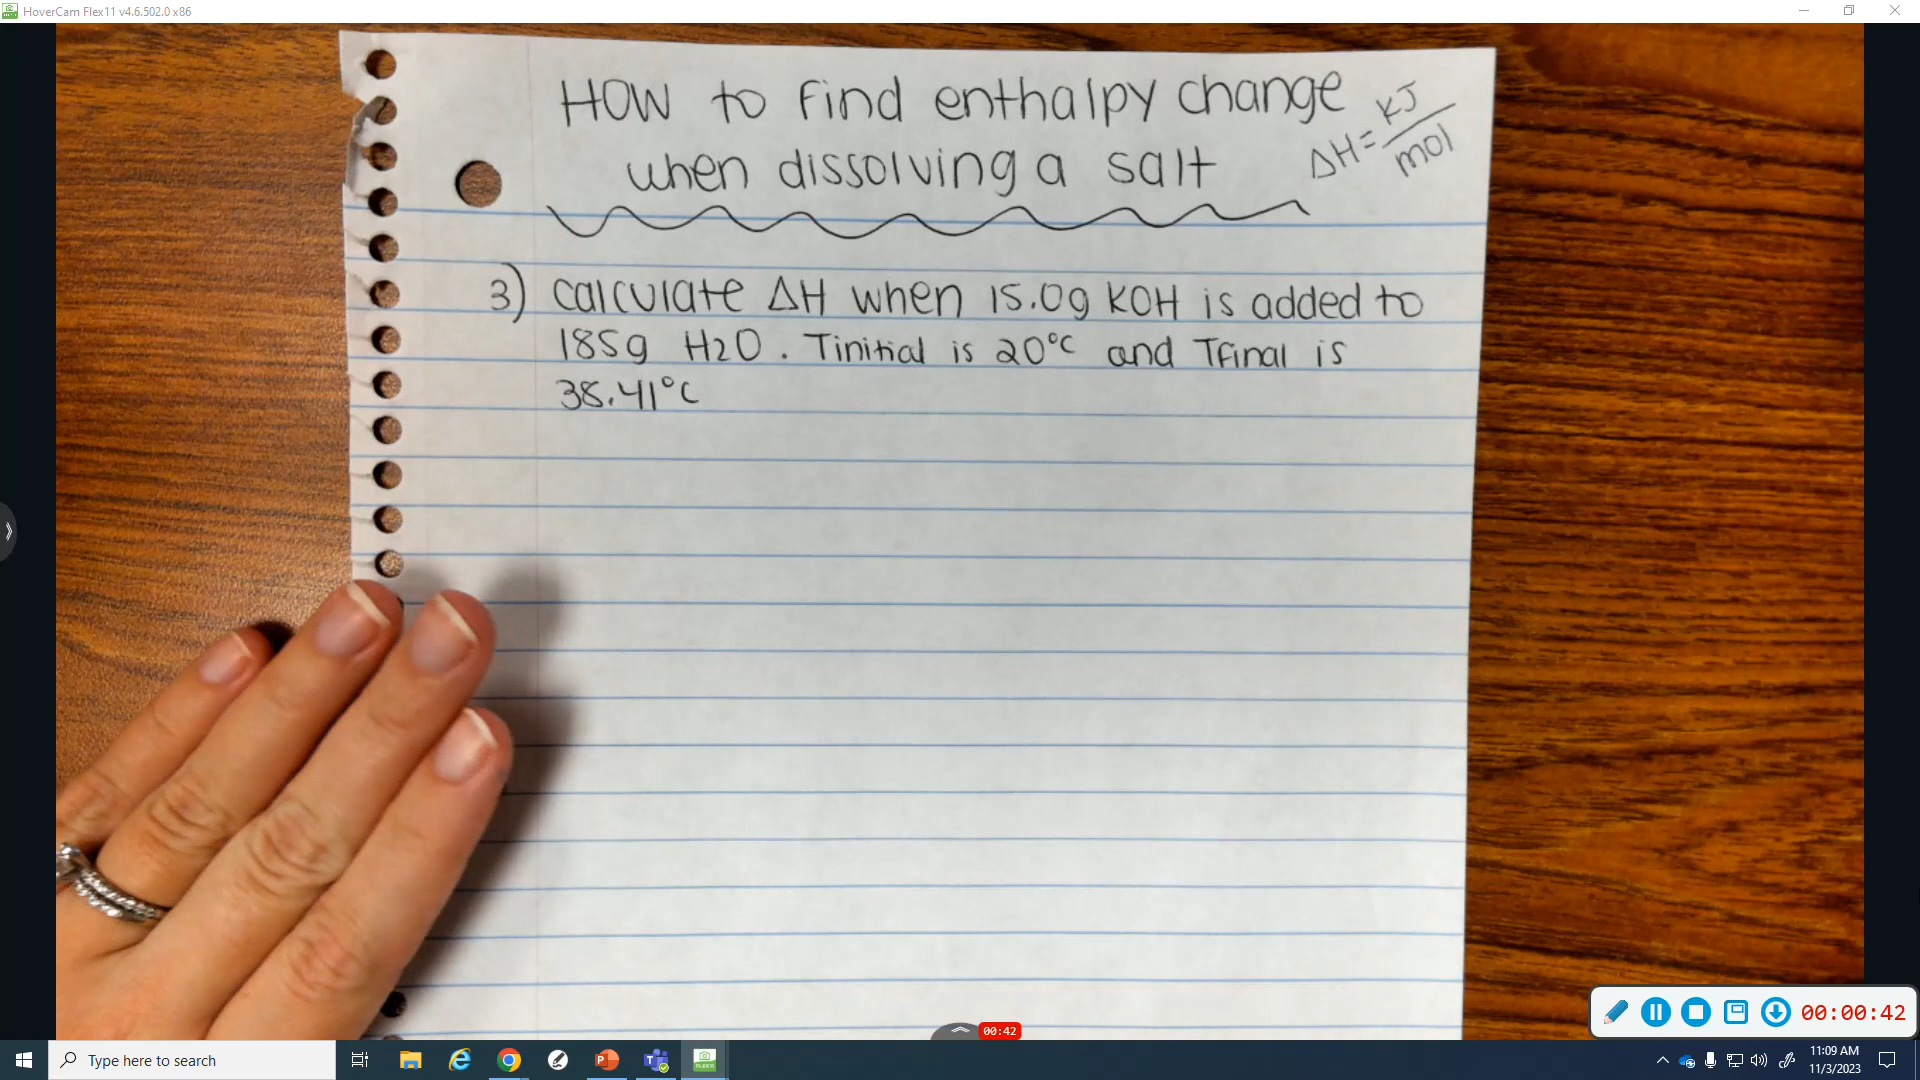 HoverCam Flex11 v4.6.502.0 x86
HOW to find enthalpy change
when dissolving a salt
ΔH = KJ/mol
3) Calculate ΔH when 15.0g KOH is added to
185g H2O. Tinitial is 20°C and Tfinal is
38.41°C
00:42
00:00:42
Type here to search
FLEX11
11:09 AM
11/3/2023